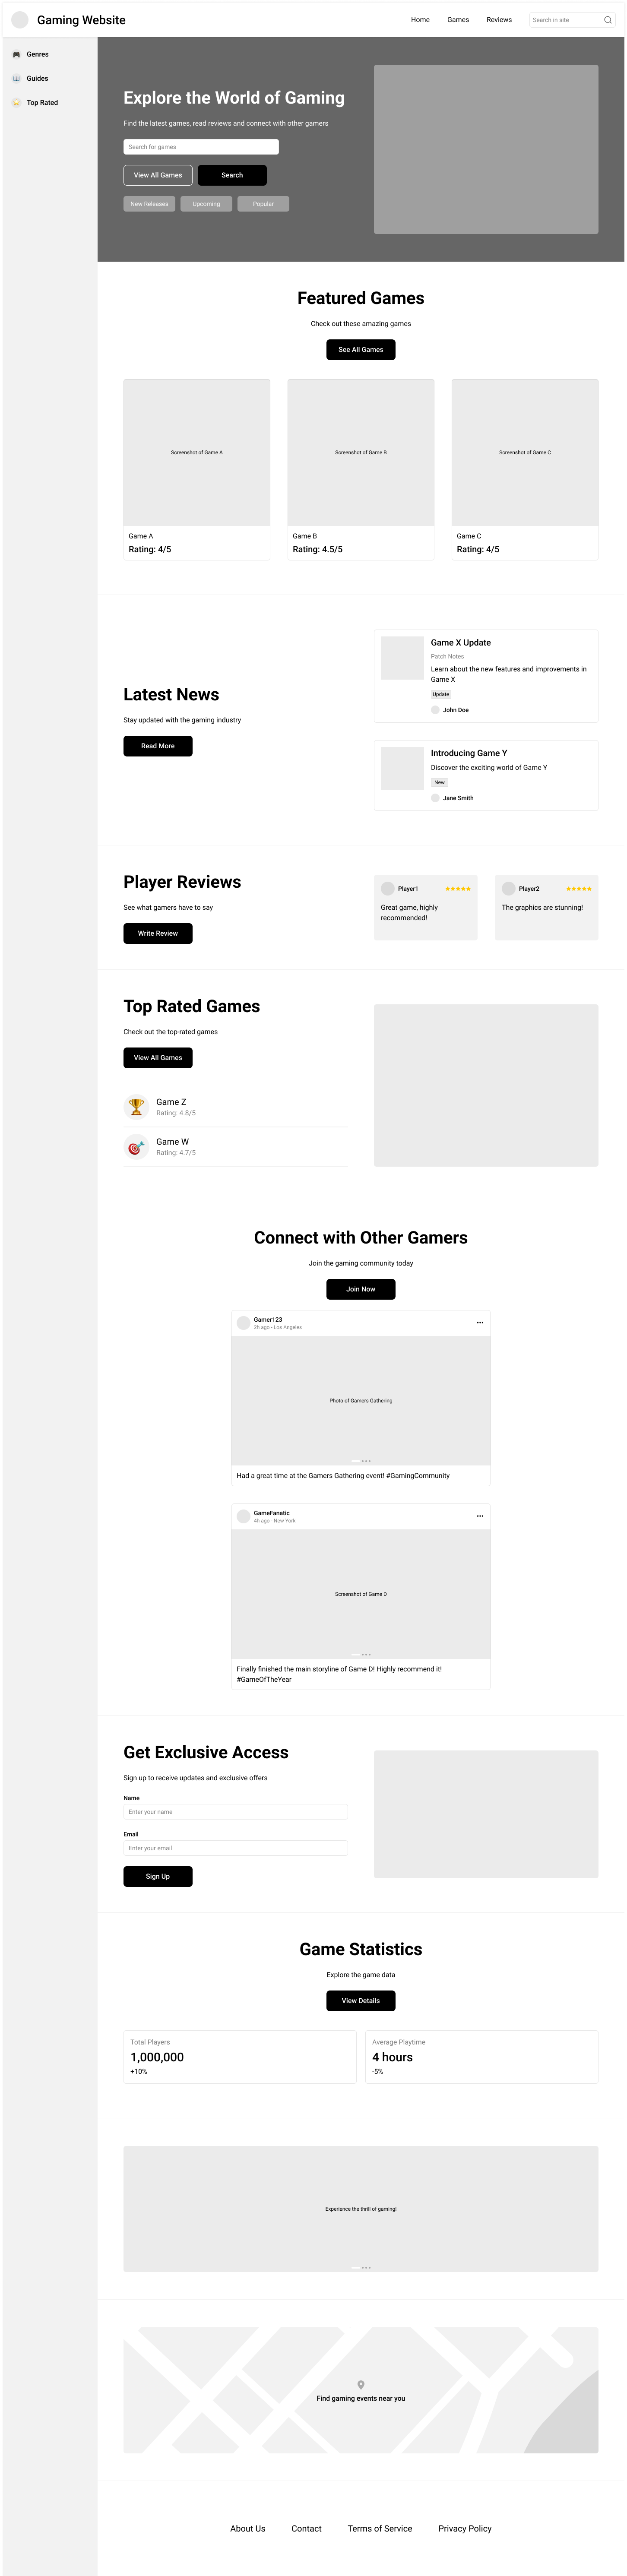 Gaming Website
Home
Games
Reviews
Search in site
Genres
Guides
Top Rated
Explore the World of Gaming
Find the latest games, read reviews and connect with other gamers
Search for games
View All Games
Search
New Releases
Upcoming
Popular
Featured Games
Check out these amazing games
See All Games
Screenshot of Game A
Game A
Rating: 4/5
Screenshot of Game B
Game B
Rating: 4.5/5
Screenshot of Game C
Game C
Rating: 4/5
Latest News
Stay updated with the gaming industry
Read More
Game X Update
Patch Notes
Learn about the new features and improvements in
Game X
Update
John Doe
Introducing Game Y
Discover the exciting world of Game Y
New
Jane Smith
Player Reviews
See what gamers have to say
Write Review
Player1
Great game, highly
recommended!
Player2
The graphics are stunning!
Top Rated Games
Check out the top-rated games
View All Games
Game Z
Rating: 4.8/5
Game W
Rating: 4.7/5
Connect with Other Gamers
Join the gaming community today
Join Now
Gamer123
2h ago - Los Angeles
Photo of Gamers Gathering
Had a great time at the Gamers Gathering event! #GamingCommunity
GameFanatic
4h ago - New York
Screenshot of Game D
Finally finished the main storyline of Game D! Highly recommend it!
#GameOfTheYear
Get Exclusive Access
Sign up to receive updates and exclusive offers
Name
Enter your name
Email
Enter your email
Sign Up
Game Statistics
Explore the game data
View Details
Total Players
1,000,000
+10%
Average Playtime
4 hours
-5%
Experience the thrill of gaming!
Find gaming events near you
About Us
Contact
Terms of Service
Privacy Policy